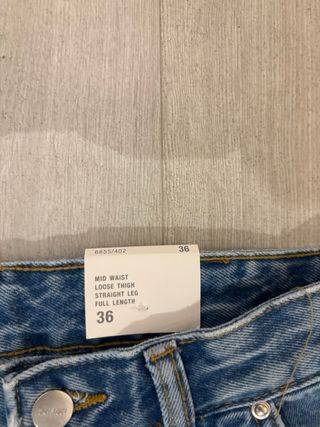 6855/402 36
MID WAIST
LOOSE THIGH
STRAIGHT LEG
FULL LENGTH
36